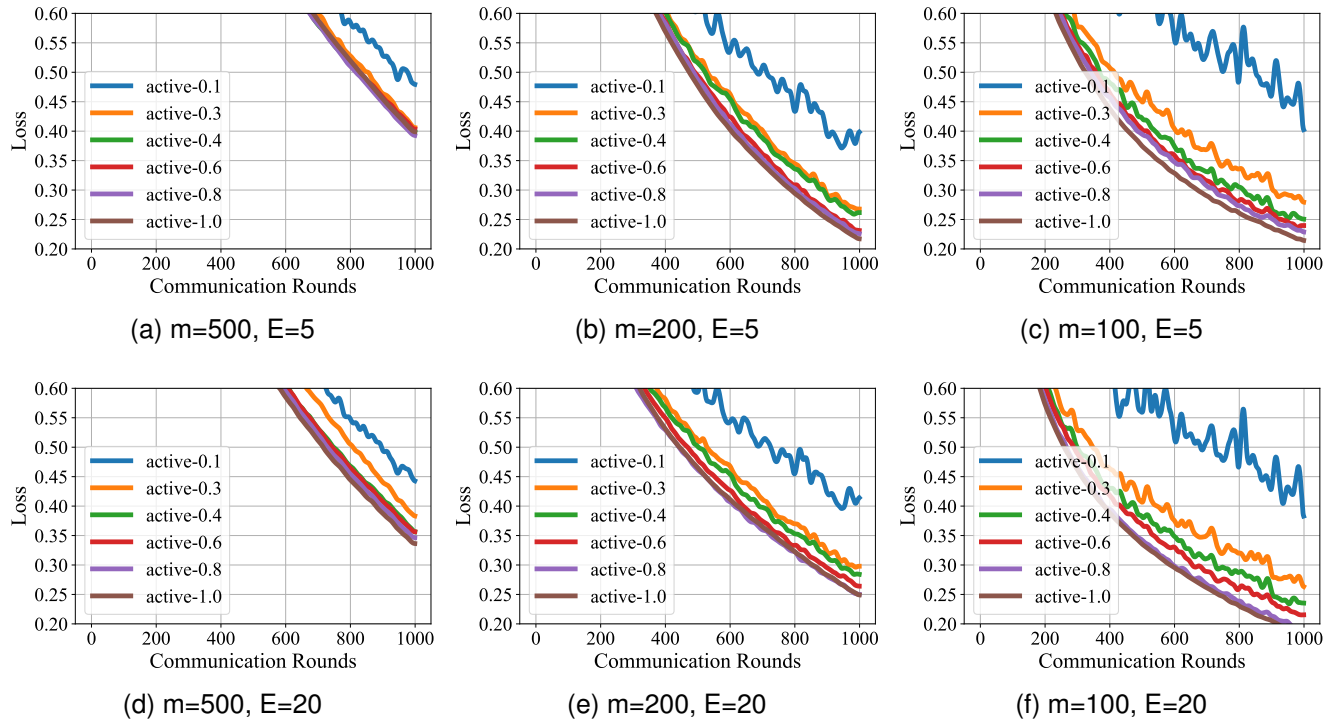 0.60
0.55
0.50
0.45
0.40
0.35
0.30
0.25
0.20
Loss
active-0.1
active-0.3
active-0.4
active-0.6
active-0.8
active-1.0
0 200 400 600 800 1000
Communication Rounds
(a) m=500, E=5
0.60
0.55
0.50
0.45
0.40
0.35
0.30
0.25
0.20
Loss
active-0.1
active-0.3
active-0.4
active-0.6
active-0.8
active-1.0
0 200 400 600 800 1000
Communication Rounds
(b) m=200, E=5
0.60
0.55
0.50
0.45
0.40
0.35
0.30
0.25
0.20
Loss
active-0.1
active-0.3
active-0.4
active-0.6
active-0.8
active-1.0
0 200 400 600 800 1000
Communication Rounds
(c) m=100, E=5
0.60
0.55
0.50
0.45
0.40
0.35
0.30
0.25
0.20
Loss
active-0.1
active-0.3
active-0.4
active-0.6
active-0.8
active-1.0
0 200 400 600 800 1000
Communication Rounds
(d) m=500, E=20
0.60
0.55
0.50
0.45
0.40
0.35
0.30
0.25
0.20
Loss
active-0.1
active-0.3
active-0.4
active-0.6
active-0.8
active-1.0
0 200 400 600 800 1000
Communication Rounds
(e) m=200, E=20
0.60
0.55
0.50
0.45
0.40
0.35
0.30
0.25
0.20
Loss
active-0.1
active-0.3
active-0.4
active-0.6
active-0.8
active-1.0
0 200 400 600 800 1000
Communication Rounds
(f) m=100, E=20